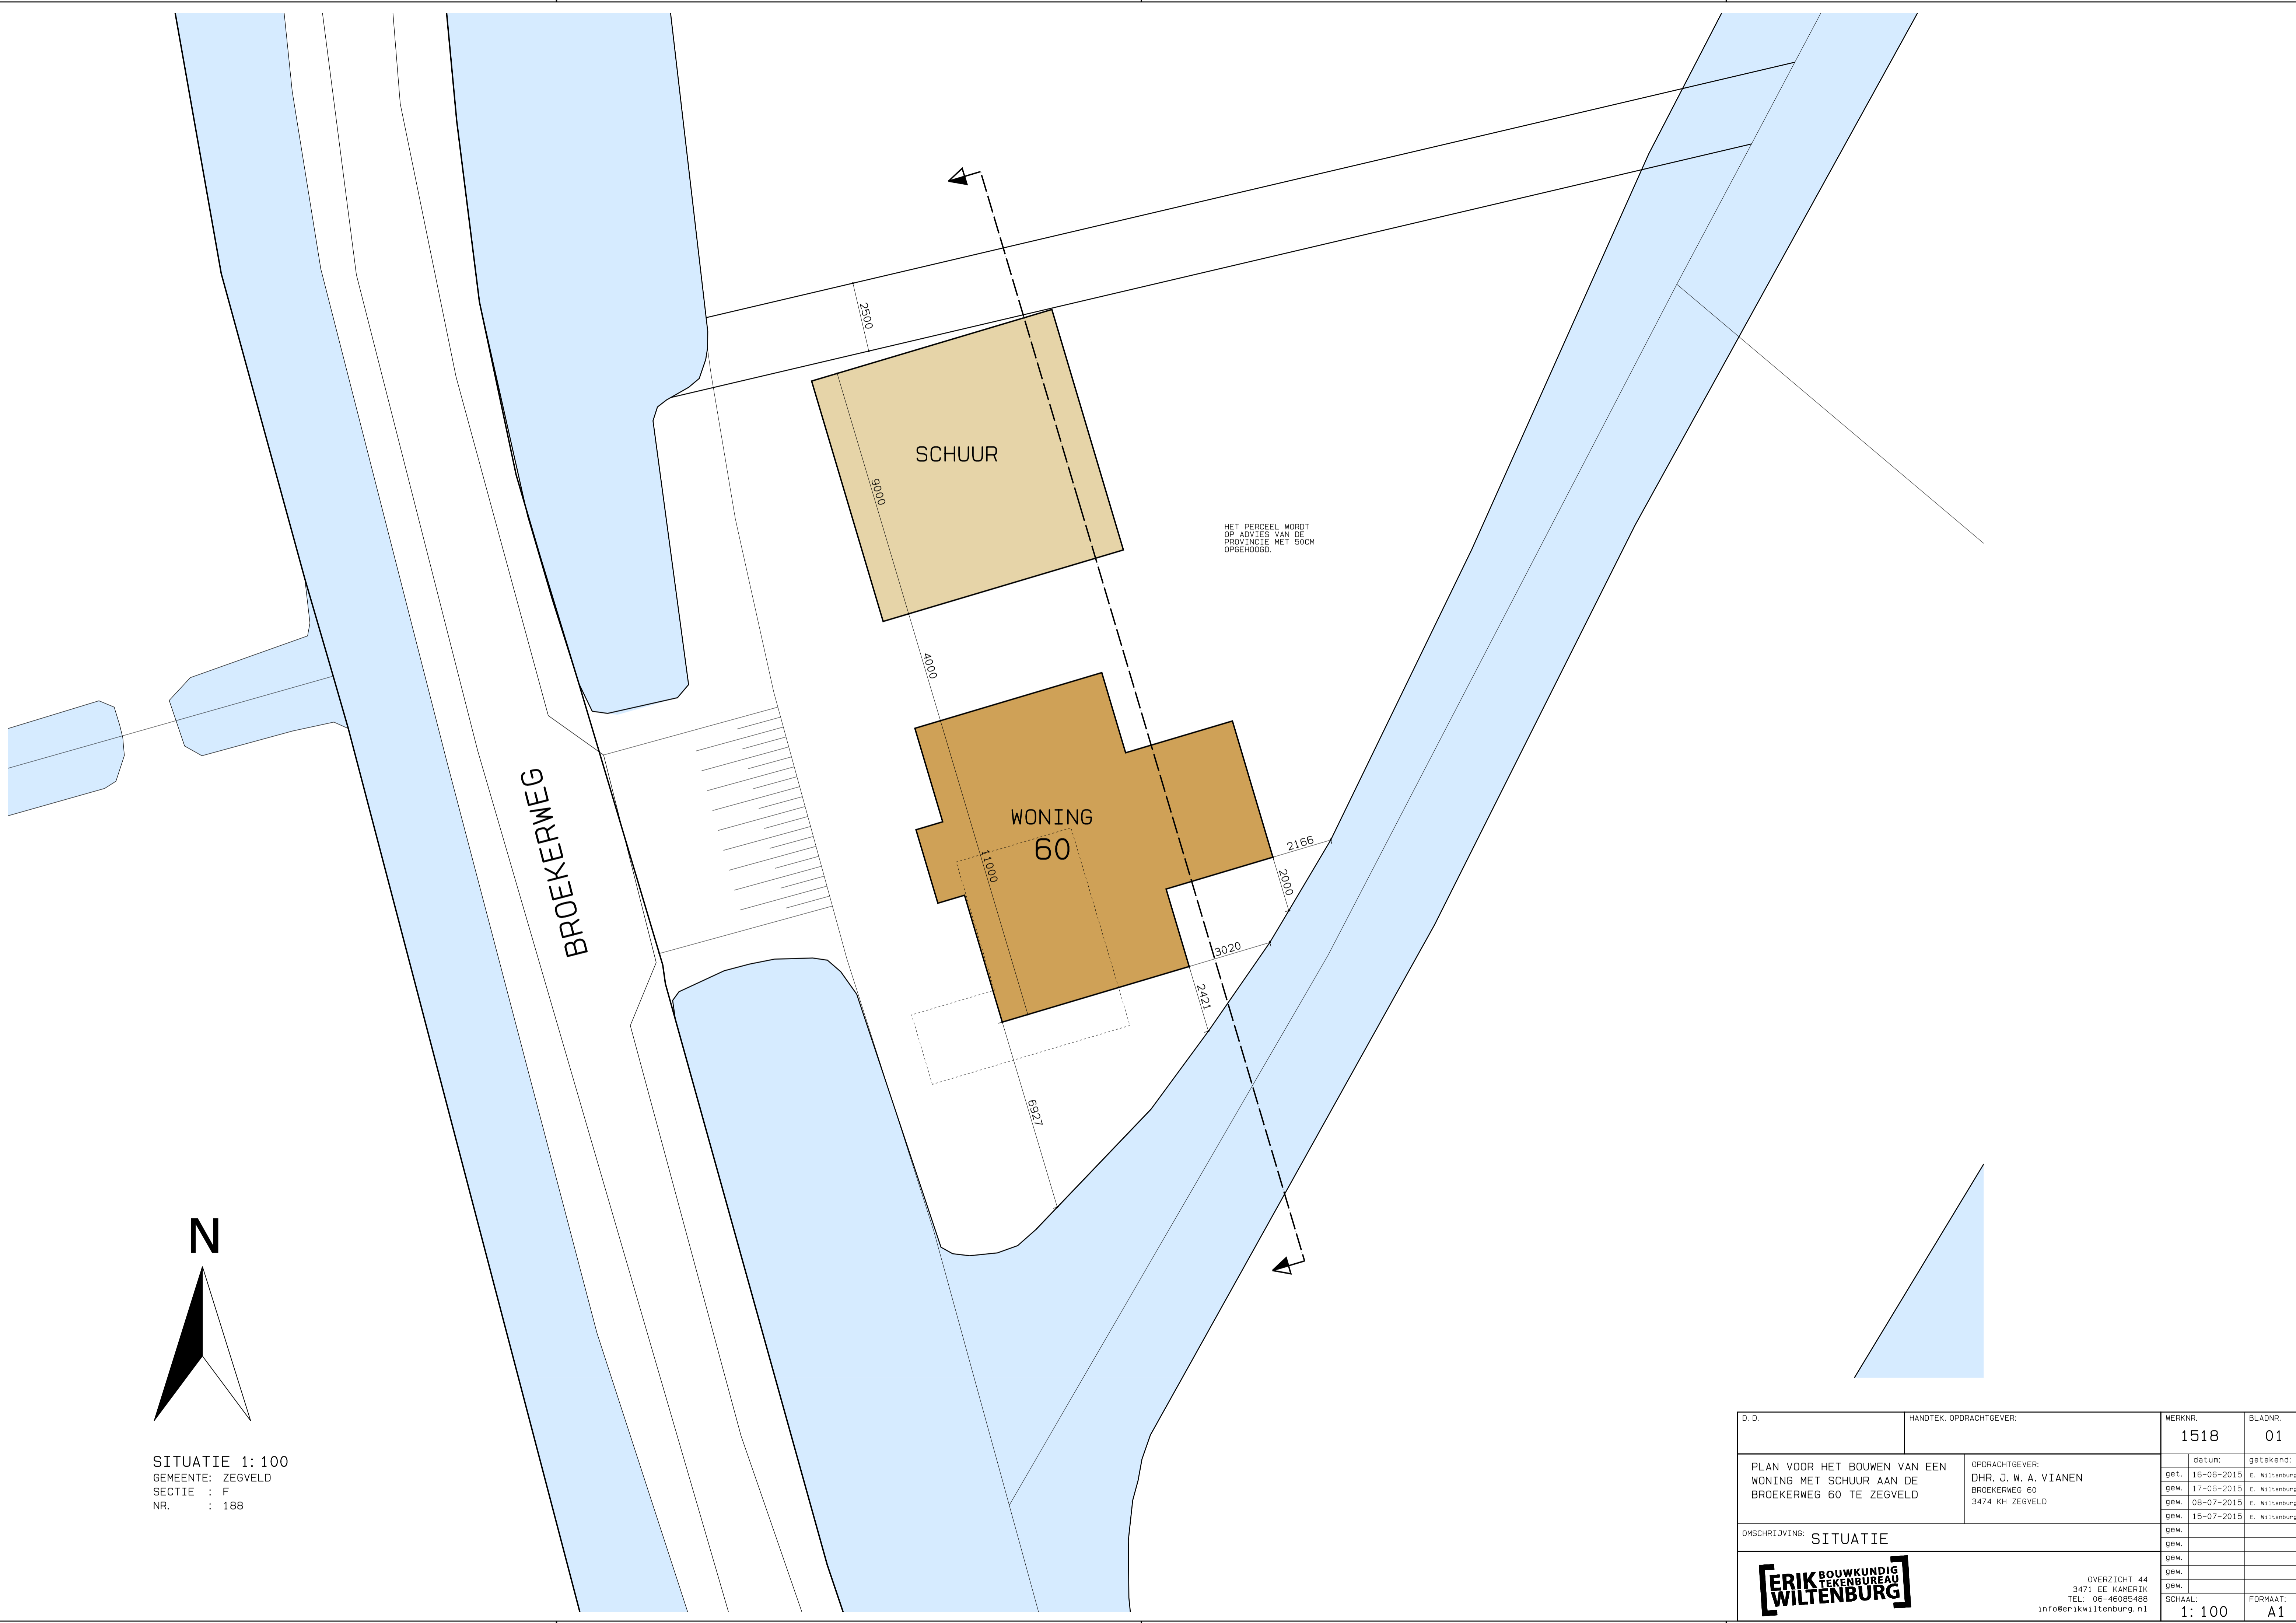 2500
SCHUUR
9000
HET PERCEEL WORDT
OP ADVIES VAN DE
PROVINCIE MET 50CM
OPGEHOOGD.
4000
BROEKERWEG
WONING
60
11000
2166
2000
3020
2421
6927
N
SITUATIE 1:100
GEMEENTE: ZEGVELD
SECTIE : F
NR. : 188
D.D.
HANDTEK. OPDRACHTGEVER:
WERKNR.
1518
BLADNR.
01
PLAN VOOR HET BOUWEN VAN EEN
WONING MET SCHUUR AAN DE
BROEKERWEG 60 TE ZEGVELD
OPDRACHTGEVER:
DHR. J.W.A. VIANEN
BROEKERWEG 60
3474 KH ZEGVELD
datum: getekend:
get. 16-06-2015 E. Wiltenburg
gew. 17-06-2015 E. Wiltenburg
gew. 08-07-2015 E. Wiltenburg
gew. 15-07-2015 E. Wiltenburg
gew.
gew.
gew.
gew.
gew.
OMSCHRIJVING: SITUATIE
ERIK BOUWKUNDIG
TEKENBUREAU
WILTENBURG
OVERZICHT 44
3471 EE KAMERIK
TEL: 06-46085488
info@erikwiltenburg.nl
SCHAAL:
1:100
FORMAAT:
A1